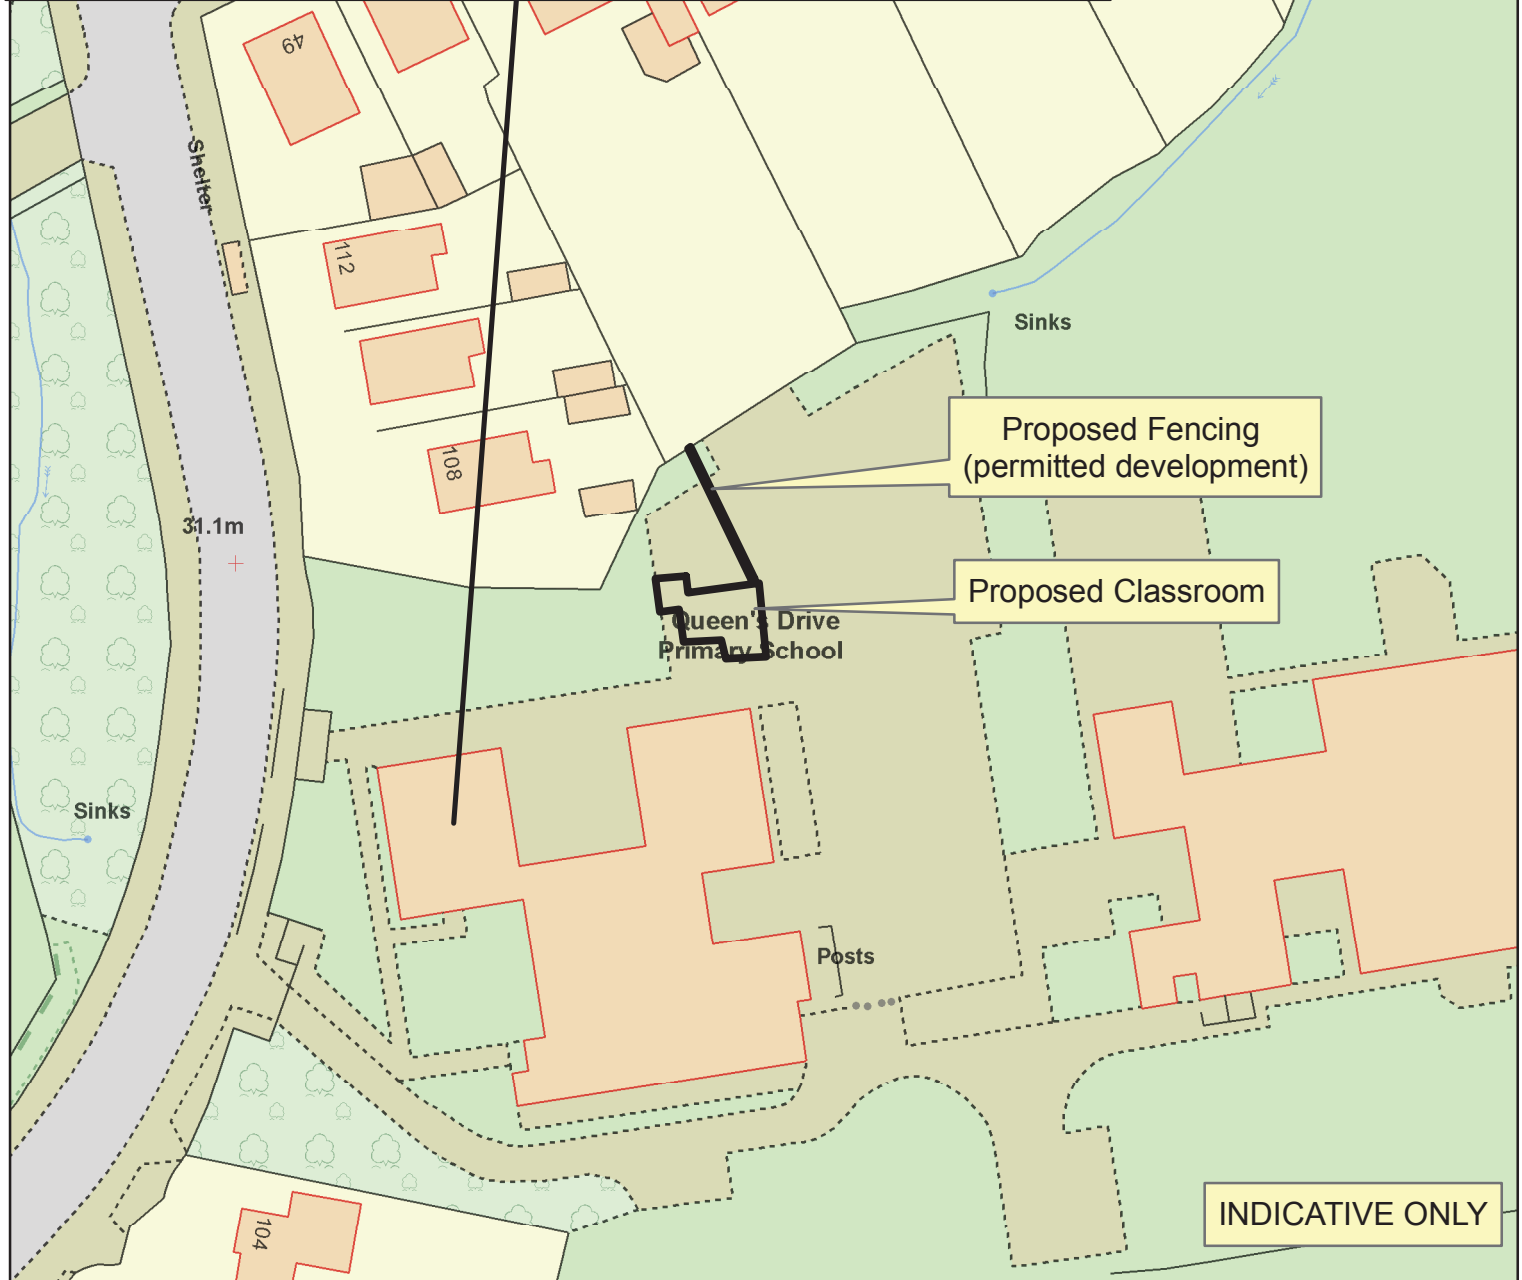 49
Shelter
112
Sinks
Proposed Fencing
(permitted development)
108
31.1m
Proposed Classroom
Queen's Drive
Primary School
Sinks
Posts
INDICATIVE ONLY
104